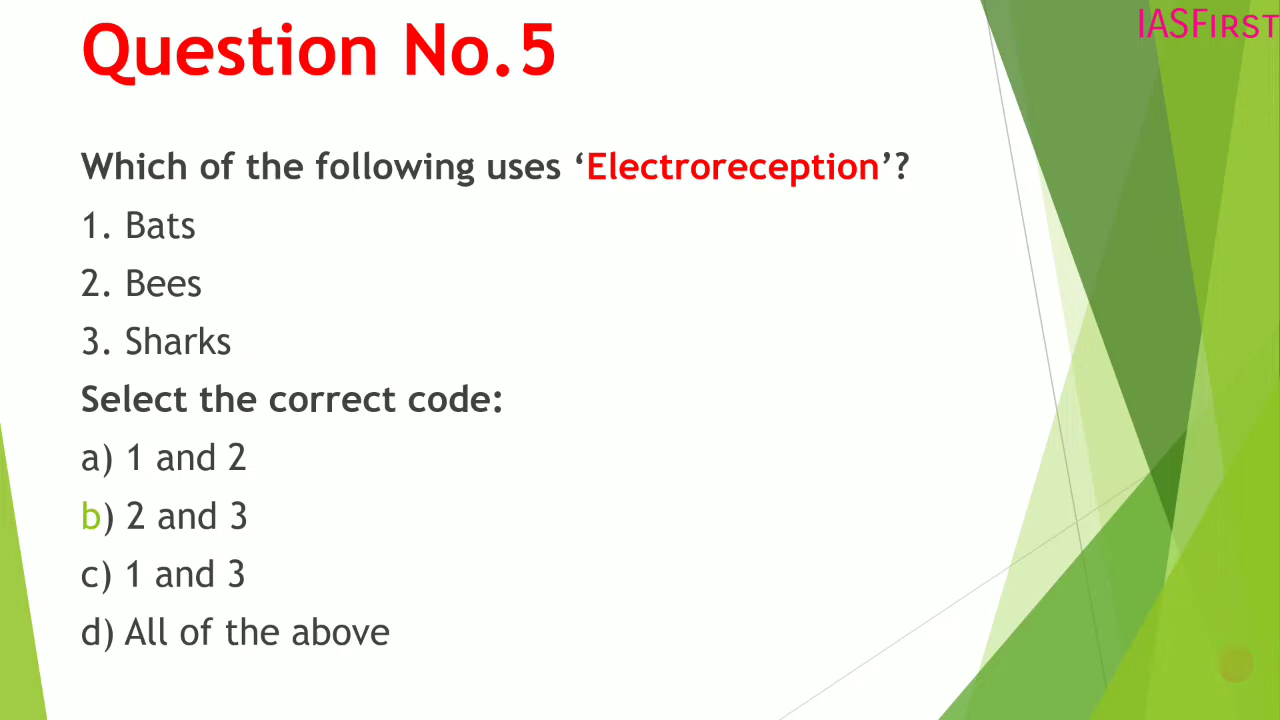 IASFIRST
Question No.5
Which of the following uses ‘Electroreception’?
1. Bats
2. Bees
3. Sharks
Select the correct code:
a) 1 and 2
b) 2 and 3
c) 1 and 3
d) All of the above